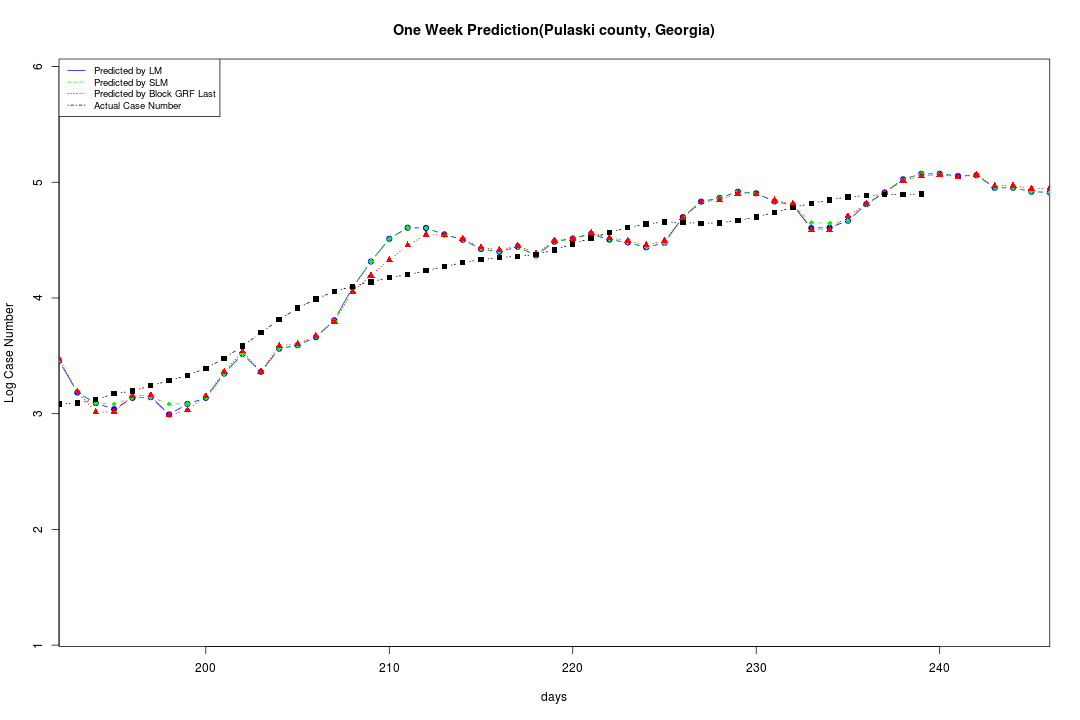 One Week Prediction(Pulaski county, Georgia)
Predicted by LM
Predicted by SLM
Predicted by Block GRF Last
Actual Case Number
6
5
4
3
2
1
Log Case Number
200 210 220 230 240
days